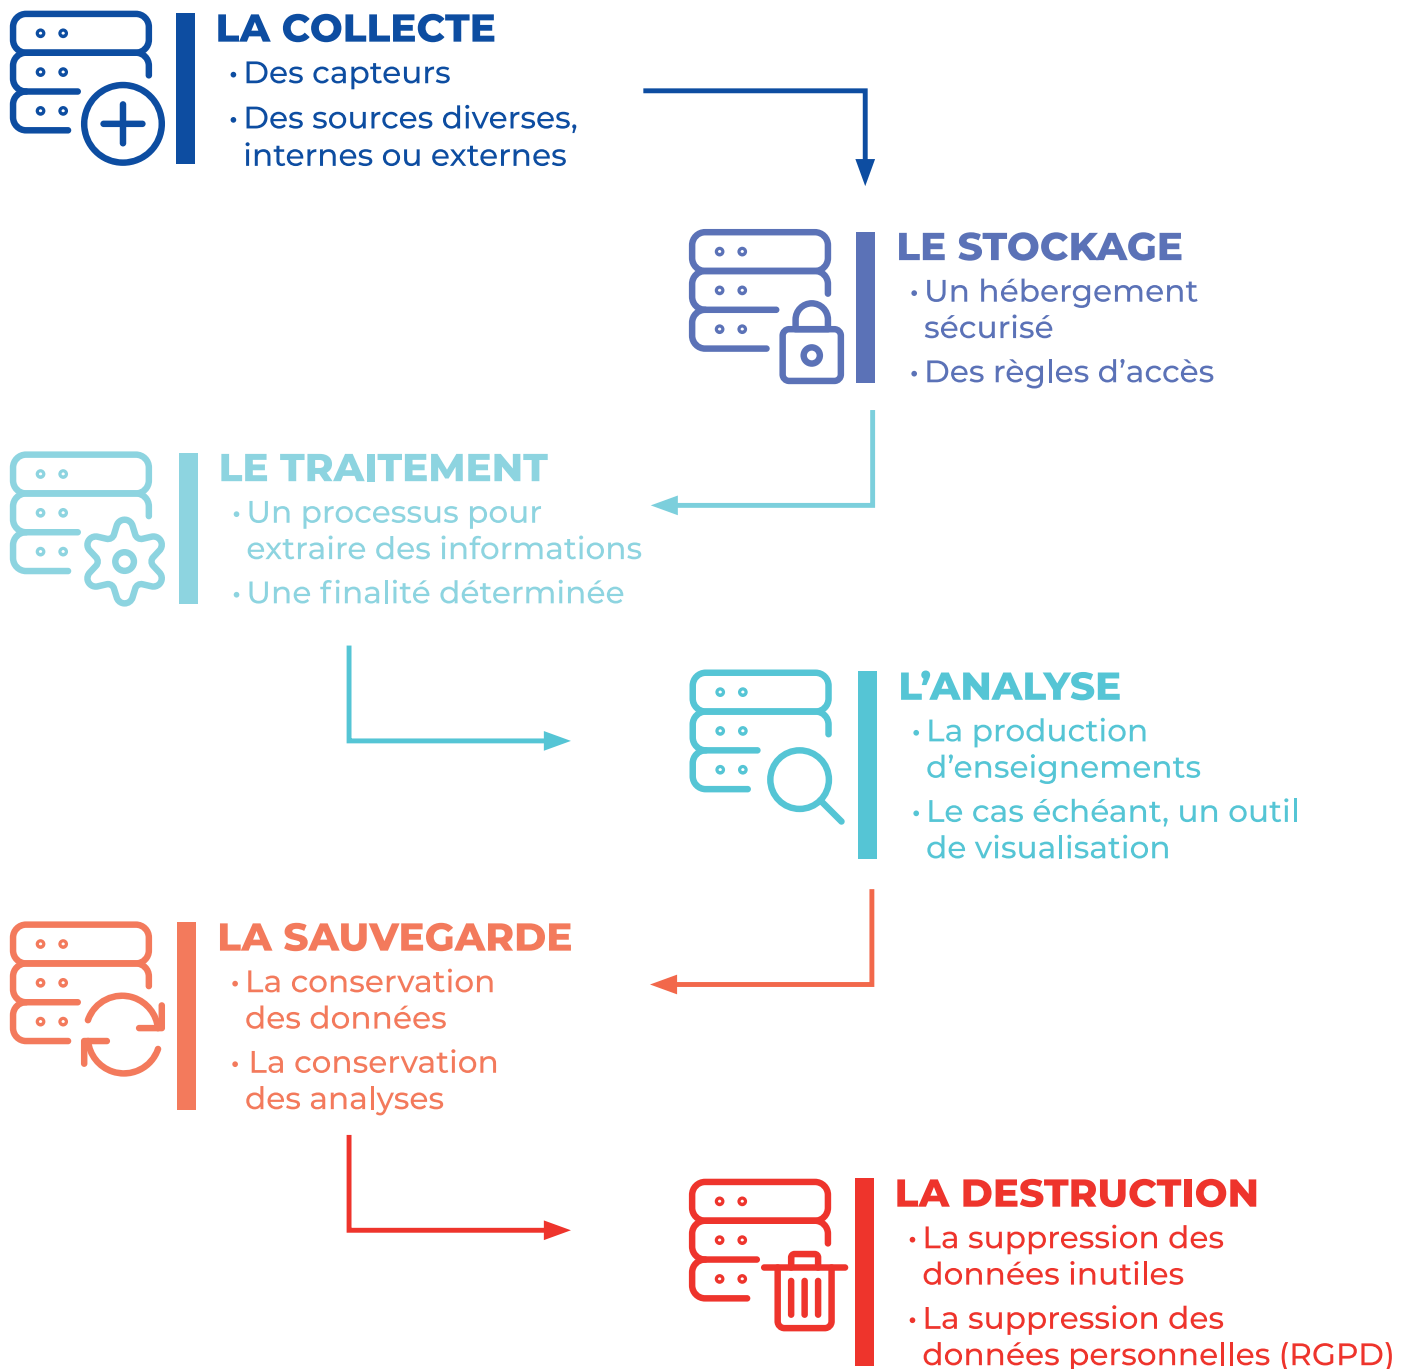 LA COLLECTE
· Des capteurs
· Des sources diverses,
internes ou externes
LE STOCKAGE
· Un hébergement
sécurisé
· Des règles d’accès
LE TRAITEMENT
· Un processus pour
extraire des informations
· Une finalité déterminée
L’ANALYSE
· La production
d’enseignements
· Le cas échéant, un outil
de visualisation
LA SAUVEGARDE
· La conservation
des données
· La conservation
des analyses
LA DESTRUCTION
· La suppression des
données inutiles
· La suppression des
données personnelles (RGPD)